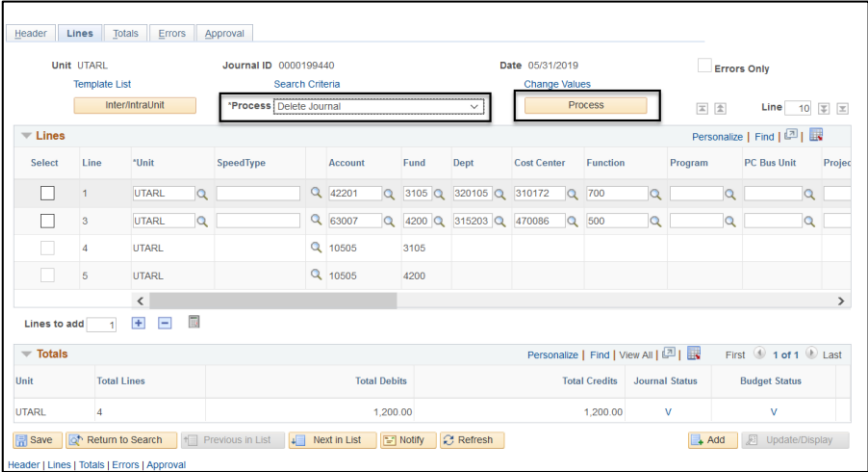 Header Lines Totals Errors Approval
Unit UTARL Journal ID 0000199440 Date 05/31/2019 Errors Only
Template List Search Criteria Change Values
Inter/IntraUnit *Process Delete Journal Process Line 10
Lines Personalize | Find |
Select Line *Unit SpeedType Account Fund Dept Cost Center Function Program PC Bus Unit Projec
1 UTARL 42201 3105 320105 310172 700
3 UTARL 63007 4200 315203 470086 500
4 UTARL 10505 3105
5 UTARL 10505 4200
Lines to add 1
Totals Personalize | Find | View All | First 1 of 1 Last
Unit Total Lines Total Debits Total Credits Journal Status Budget Status
UTARL 4 1,200.00 1,200.00 V V
Save Return to Search Previous in List Next in List Notify Refresh Add Update/Display
Header | Lines | Totals | Errors | Approval